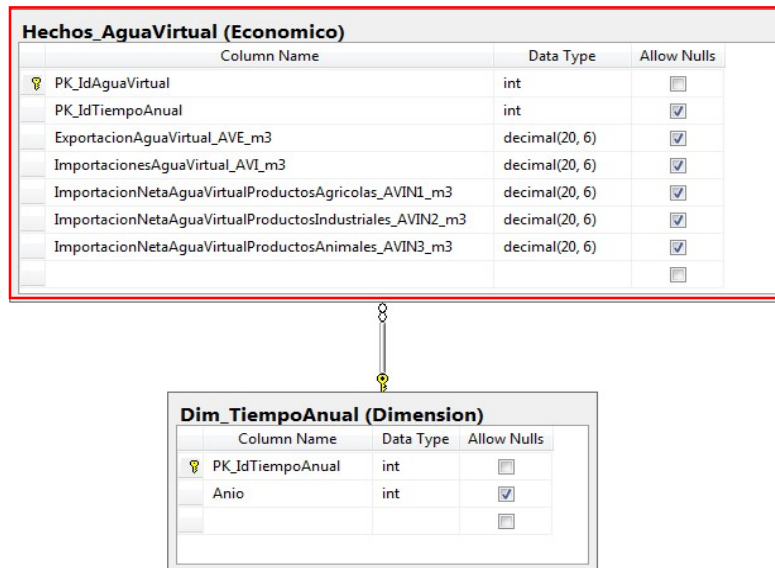 Hechos_AguaVirtual (Economico)
Column Name Data Type Allow Nulls
PK_IdAguaVirtual int
PK_IdTiempoAnual int
ExportacionAguaVirtual_AVE_m3 decimal(20, 6)
ImportacionesAguaVirtual_AVI_m3 decimal(20, 6)
ImportacionNetaAguaVirtualProductosAgricolas_AVIN1_m3 decimal(20, 6)
ImportacionNetaAguaVirtualProductosIndustriales_AVIN2_m3 decimal(20, 6)
ImportacionNetaAguaVirtualProductosAnimales_AVIN3_m3 decimal(20, 6)
Dim_TiempoAnual (Dimension)
Column Name Data Type Allow Nulls
PK_IdTiempoAnual int
Anio int